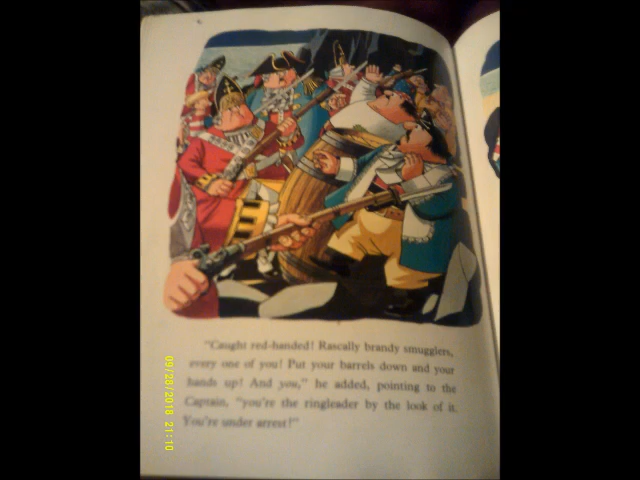 "Caught red-handed! Rascally brandy smugglers,
every one of you! Put your barrels down and your
hands up! And you," he added, pointing to the
Captain, "you're the ringleader by the look of it.
You're under arrest!"
09/28/2018 21:10